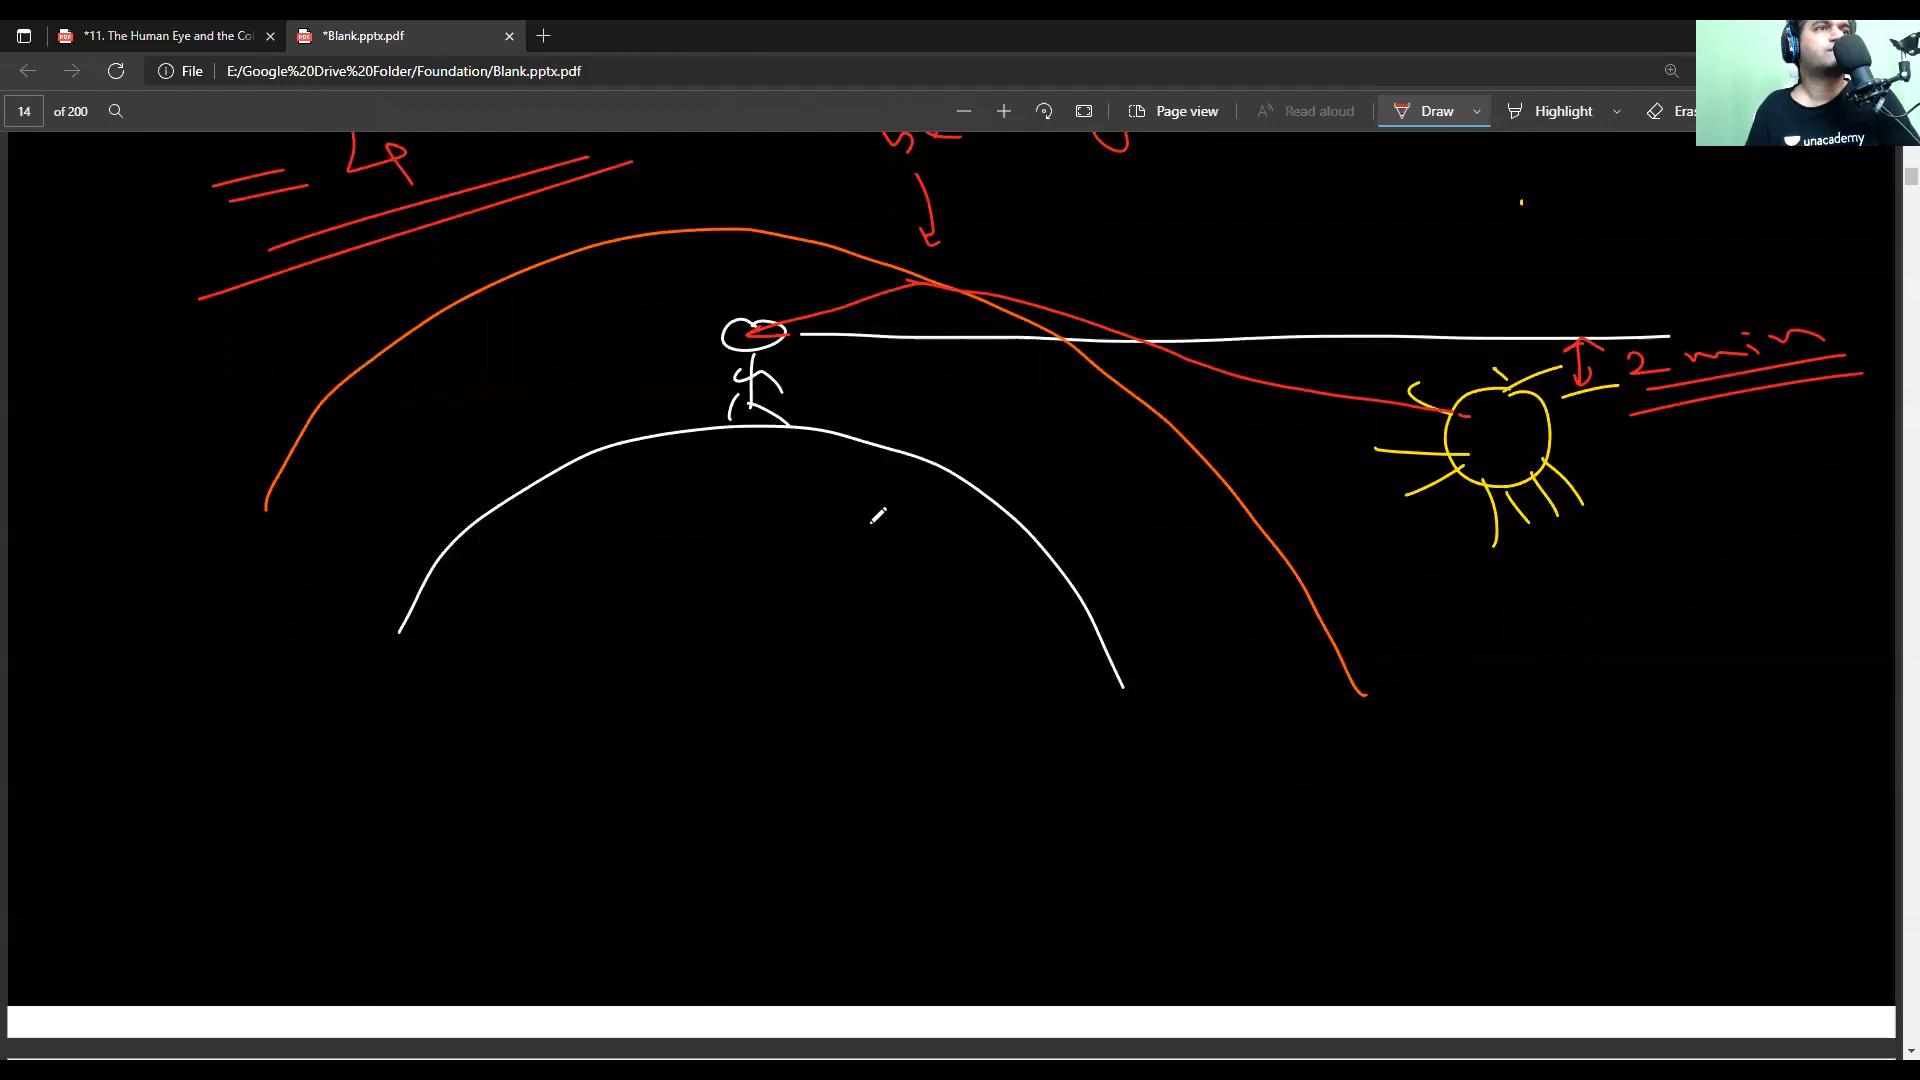 *11. The Human Eye and the Col
*Blank.pptx.pdf
File
E:/Google%20Drive%20Folder/Foundation/Blank.pptx.pdf
14 of 200
Page view
Read aloud
Draw
Highlight
Eras
unacademy
2 min